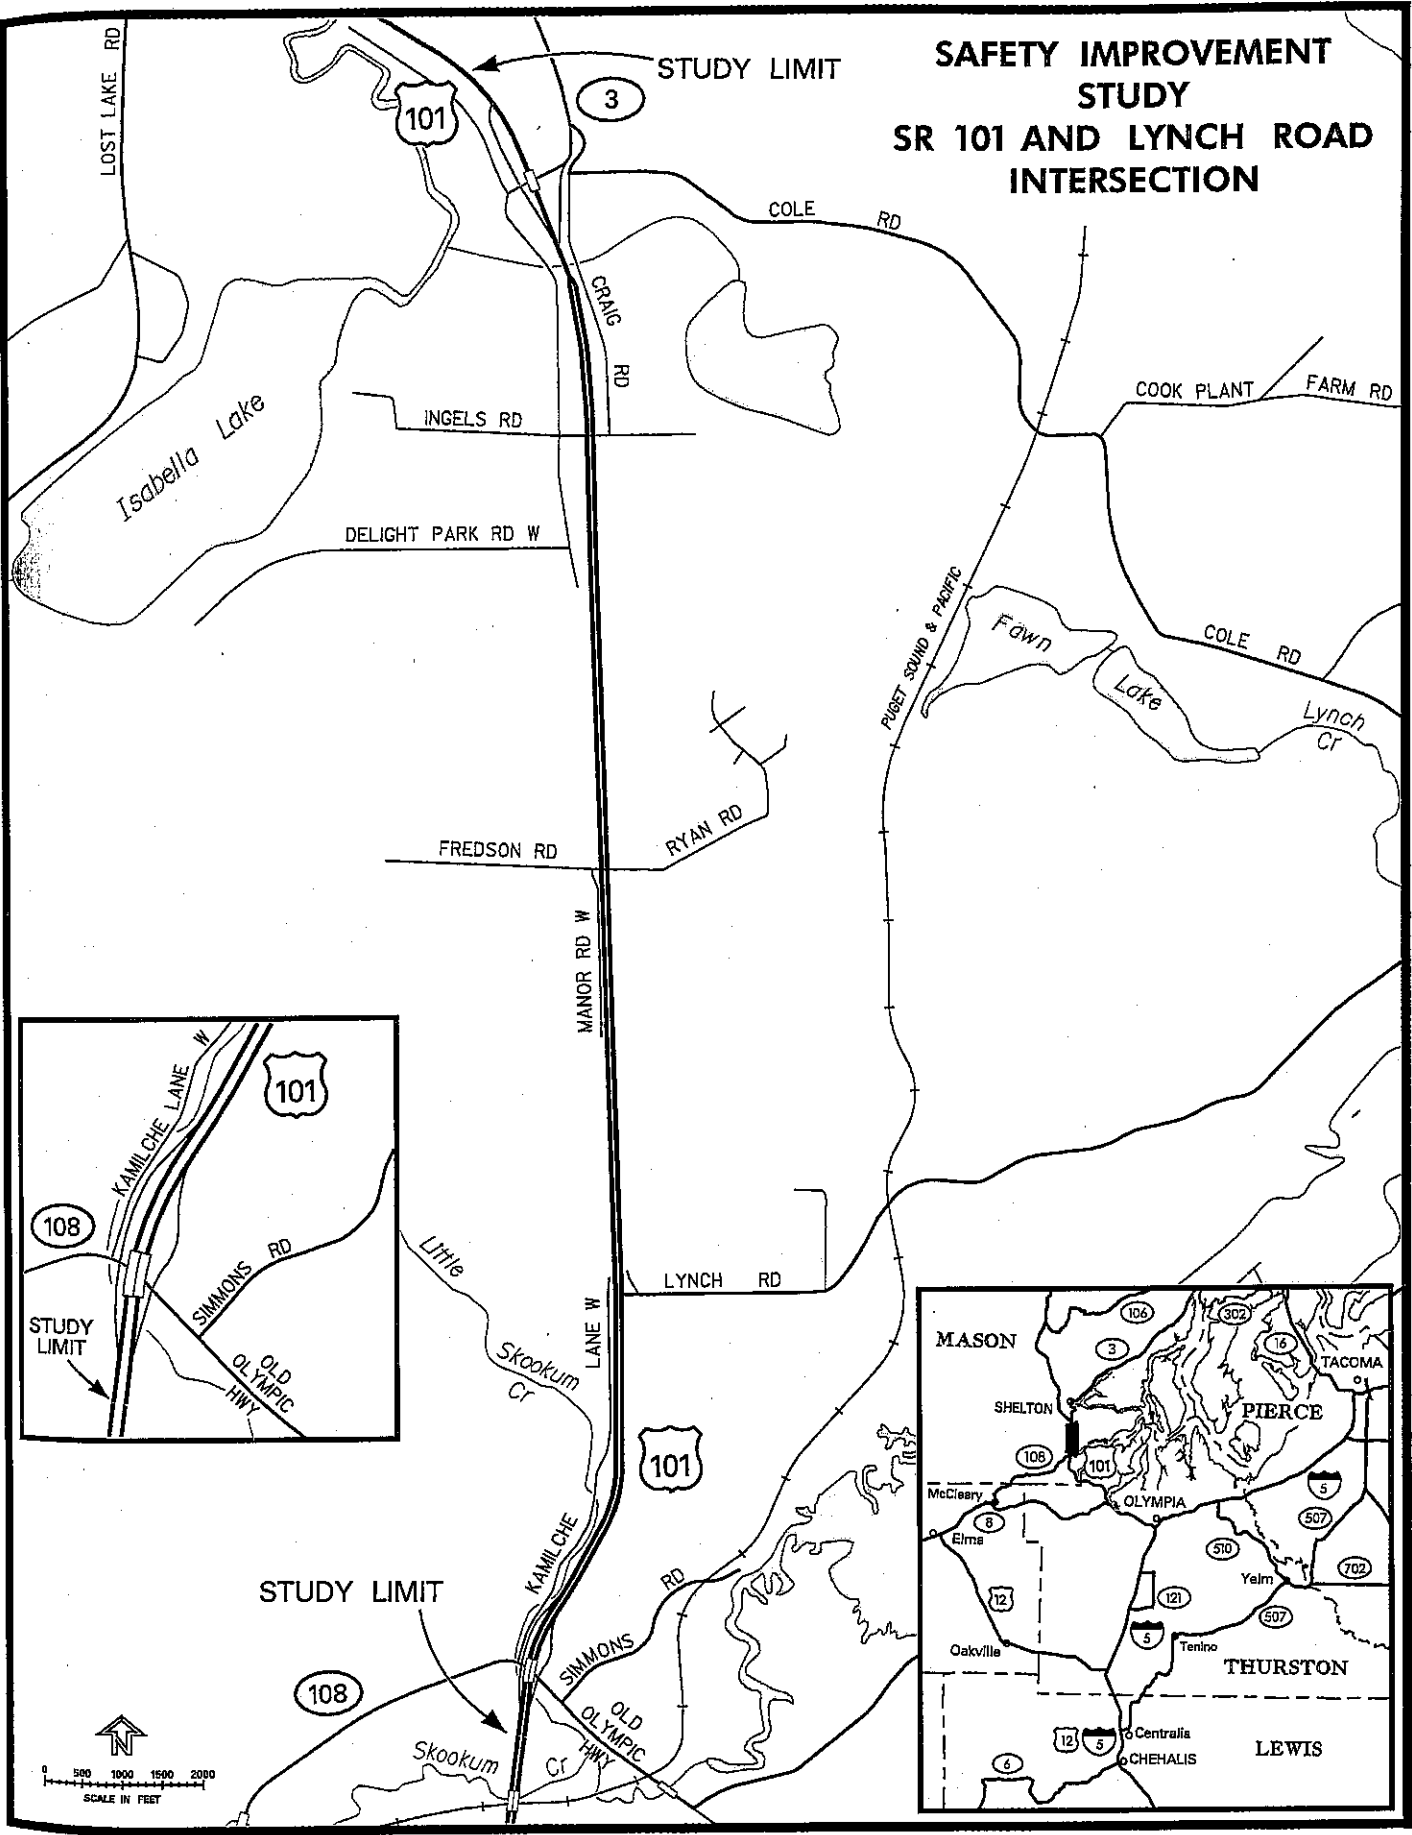 SAFETY IMPROVEMENT
STUDY
SR 101 AND LYNCH ROAD
INTERSECTION
LOST LAKE RD
101
STUDY LIMIT
3
COLE RD
CRAIG RD
COOK PLANT FARM RD
INGELS RD
Isabella Lake
DELIGHT PARK RD W
PUGET SOUND & PACIFIC
Fawn
Lake
COLE RD
Lynch
Cr
FREDSON RD
RYAN RD
MANOR RD W
KAMILCHE LANE W
101
108
SIMMONS RD
STUDY
LIMIT
OLD
OLYMPIC
HWY
Little
Skookum
Cr
LYNCH RD
KAMILCHE LANE W
101
STUDY LIMIT
108
SIMMONS RD
OLD
OLYMPIC
HWY
Skookum Cr
N
0 500 1000 1500 2000
SCALE IN FEET
MASON
106
302
3
16
TACOMA
SHELTON
PIERCE
108
101
McCleary
OLYMPIA
5
8
507
Elma
510
702
Yelm
12
121
507
5
Oakville
Tenino
THURSTON
12
5
Centralia
CHEHALIS
LEWIS
6